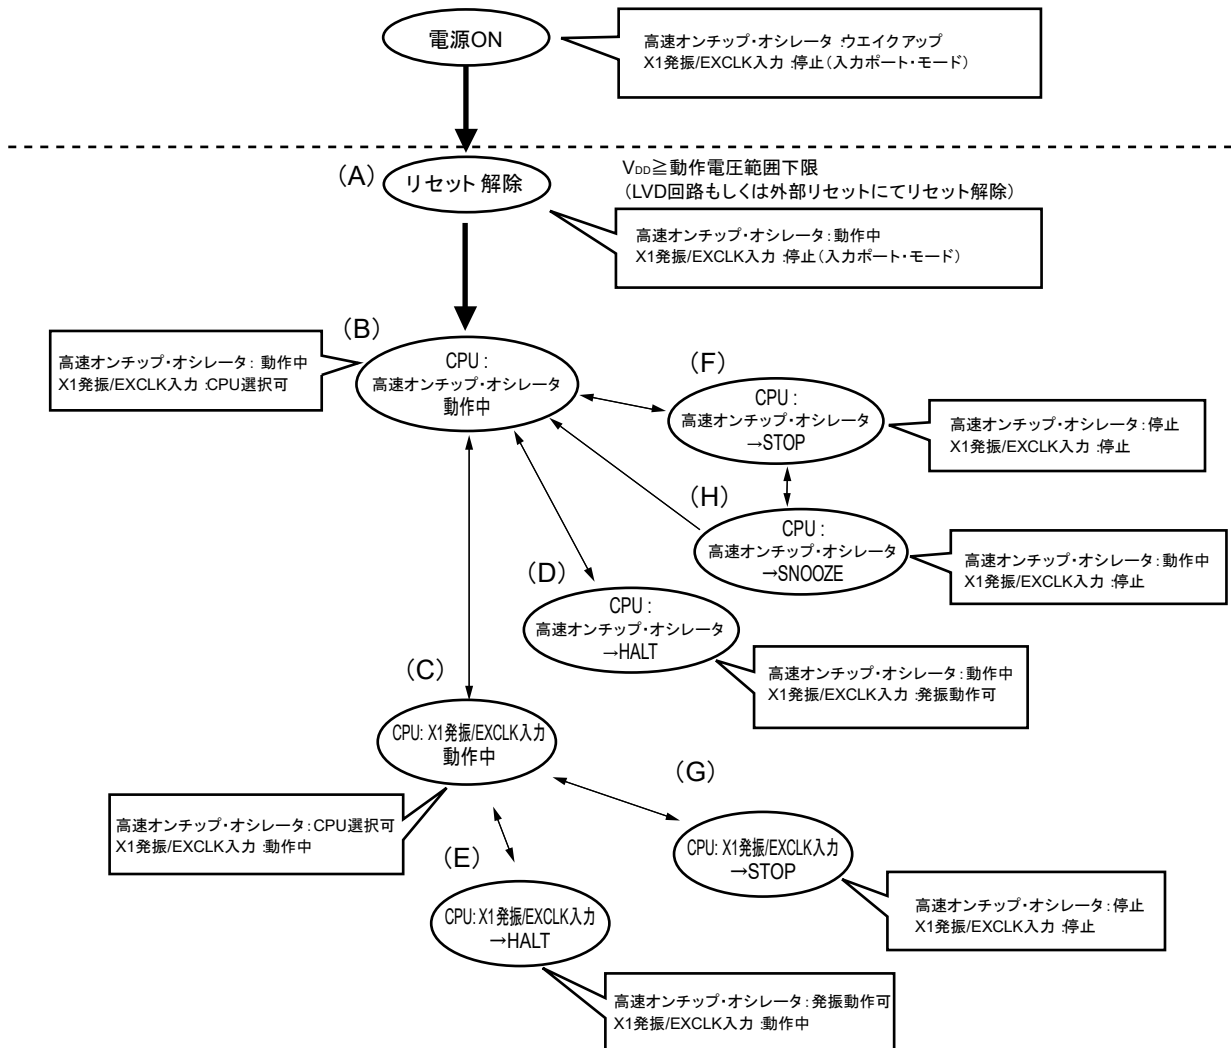 電源ON
高速オンチップ・オシレータ :ウエイクアップ
X1発振/EXCLK入力 :停止(入力ポート・モード)
(A)
リセット 解除
VDD≧動作電圧範囲下限
(LVD回路もしくは外部リセットにてリセット解除)
高速オンチップ・オシレータ:動作中
X1発振/EXCLK入力 :停止(入力ポート・モード)
(B)
高速オンチップ・オシレータ: 動作中
X1発振/EXCLK入力 :CPU選択可
CPU :
高速オンチップ・オシレータ
動作中
(F)
CPU :
高速オンチップ・オシレータ
→STOP
高速オンチップ・オシレータ:停止
X1発振/EXCLK入力 :停止
(H)
CPU :
高速オンチップ・オシレータ
→SNOOZE
高速オンチップ・オシレータ:動作中
X1発振/EXCLK入力 :停止
(D)
CPU :
高速オンチップ・オシレータ
→HALT
高速オンチップ・オシレータ:動作中
X1発振/EXCLK入力 :発振動作可
(C)
CPU: X1発振/EXCLK入力
動作中
高速オンチップ・オシレータ:CPU選択可
X1発振/EXCLK入力 :動作中
(G)
CPU: X1発振/EXCLK入力
→STOP
高速オンチップ・オシレータ:停止
X1発振/EXCLK入力 :停止
(E)
CPU: X1発振/EXCLK入力
→HALT
高速オンチップ・オシレータ:発振動作可
X1発振/EXCLK入力 :動作中